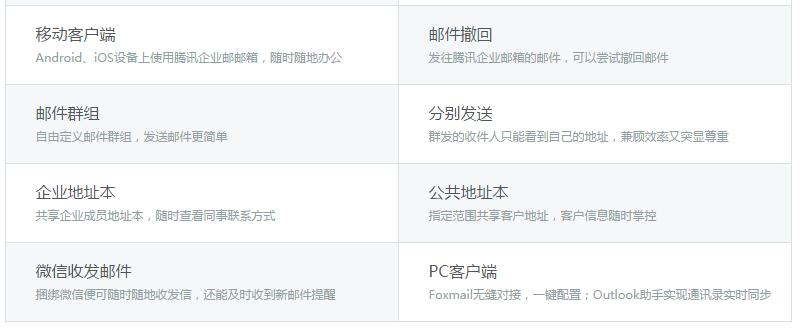 移动客户端
Android、iOS设备上使用腾讯企业邮邮箱，随时随地办公
邮件撤回
发往腾讯企业邮箱的邮件，可以尝试撤回邮件
邮件群组
自由定义邮件群组，发送邮件更简单
分别发送
群发的收件人只能看到自己的地址，兼顾效率又突显尊重
企业地址本
共享企业成员地址本，随时查看同事联系方式
公共地址本
指定范围共享客户地址，客户信息随时掌控
微信收发邮件
捆绑微信便可随时随地收发信，还能及时收到新邮件提醒
PC客户端
Foxmail无缝对接，一键配置；Outlook助手实现通讯录实时同步